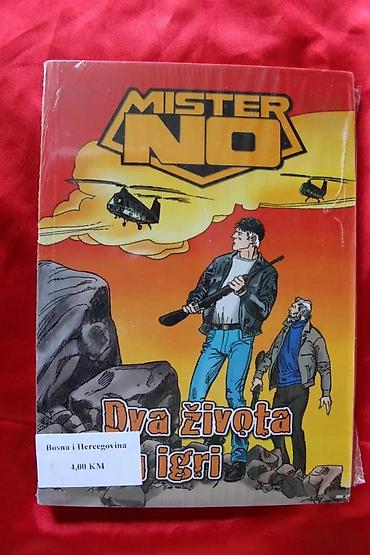 MISTER
NO
Dva života
u igri
Bosna i Hercegovina
4,00 KM